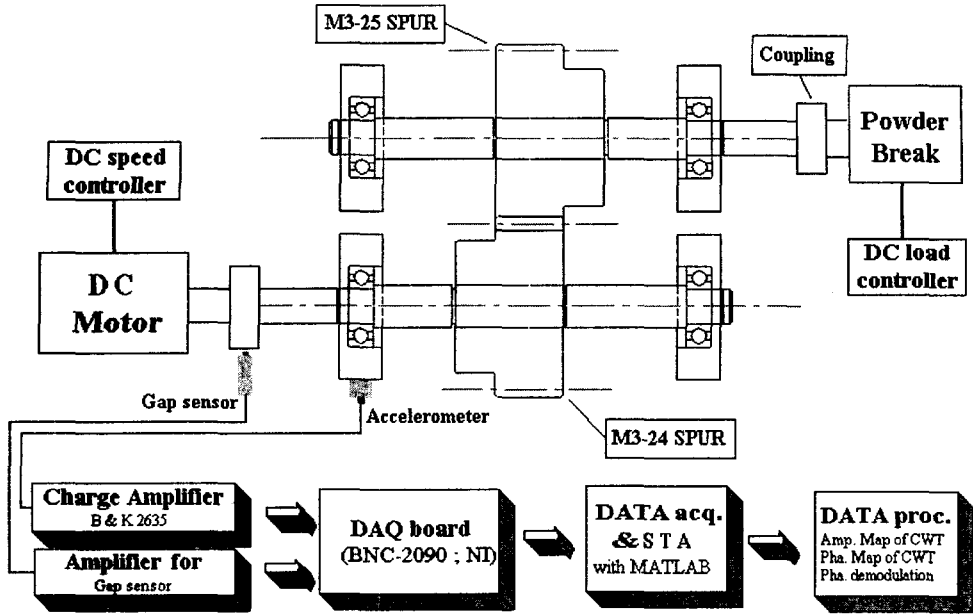 M3-25 SPUR
Coupling
Powder
Break
DC speed
controller
DC load
controller
DC
Motor
Gap sensor
Accelerometer
M3-24 SPUR
Charge Amplifier
B & K 2635
Amplifier for
Gap sensor
DAQ board
(BNC-2090 ; NI)
DATA acq.
& S T A
with MATLAB
DATA proc.
Amp. Map of CWT
Pha. Map of CWT
Pha. demodulation